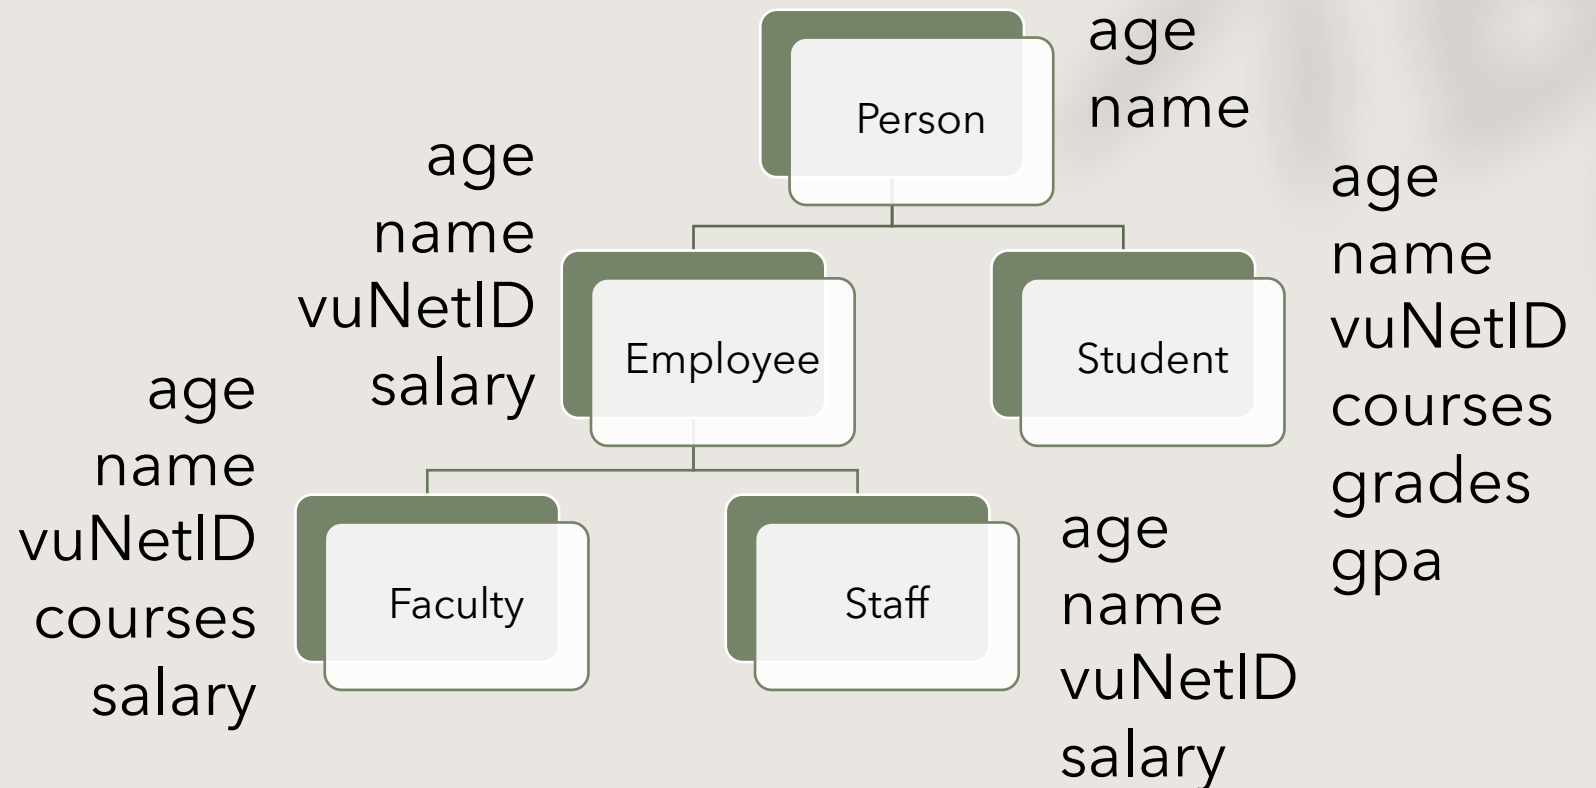 Person
age
name
age
name
vuNetID
salary
Employee
Student
age
name
vuNetID
courses
grades
gpa
age
name
vuNetID
courses
salary
Faculty
Staff
age
name
vuNetID
salary